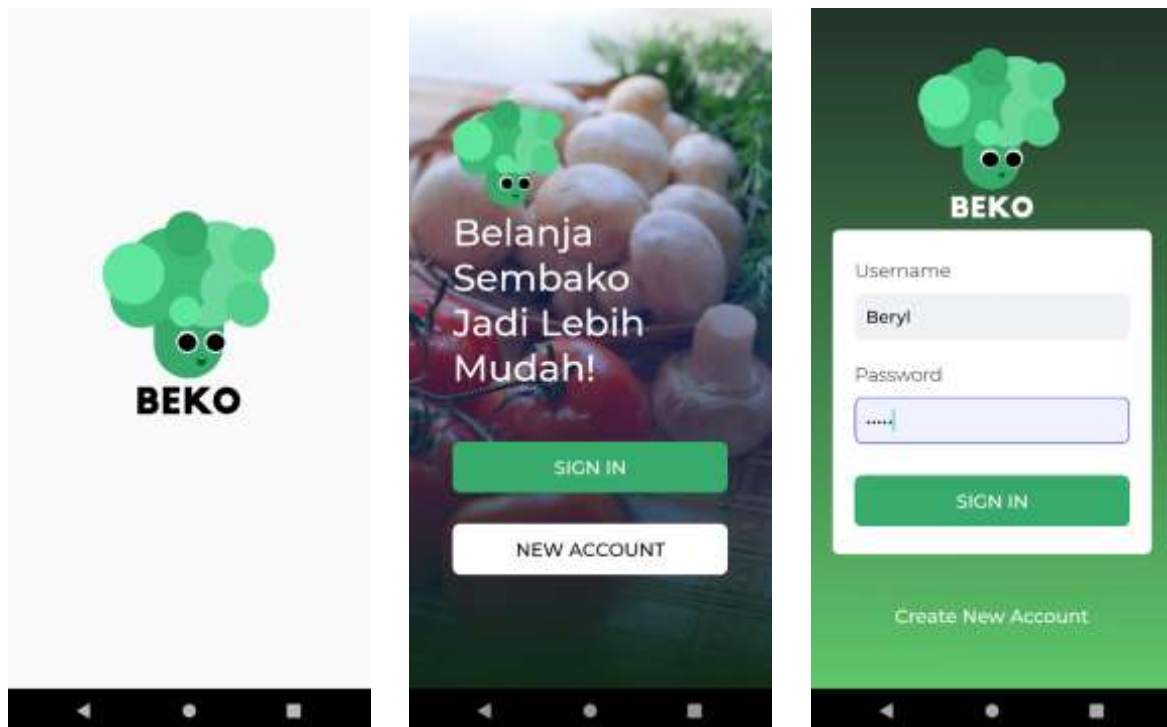 BEKO
Belanja
Sembako
Jadi Lebih
Mudah!
SIGN IN
NEW ACCOUNT
BEKO
Username
Beryl
Password
•••••
SIGN IN
Create New Account